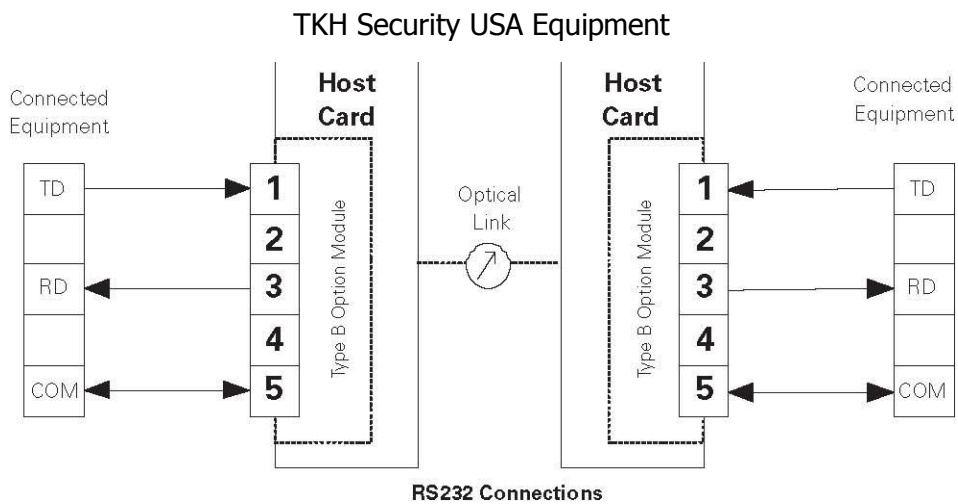 TKH Security USA Equipment
Connected
Equipment
TD
RD
COM
Host
Card
1
2
3
4
5
Type B Option Module
Optical
Link
Host
Card
Type B Option Module
1
2
3
4
5
Connected
Equipment
TD
RD
COM
RS232 Connections